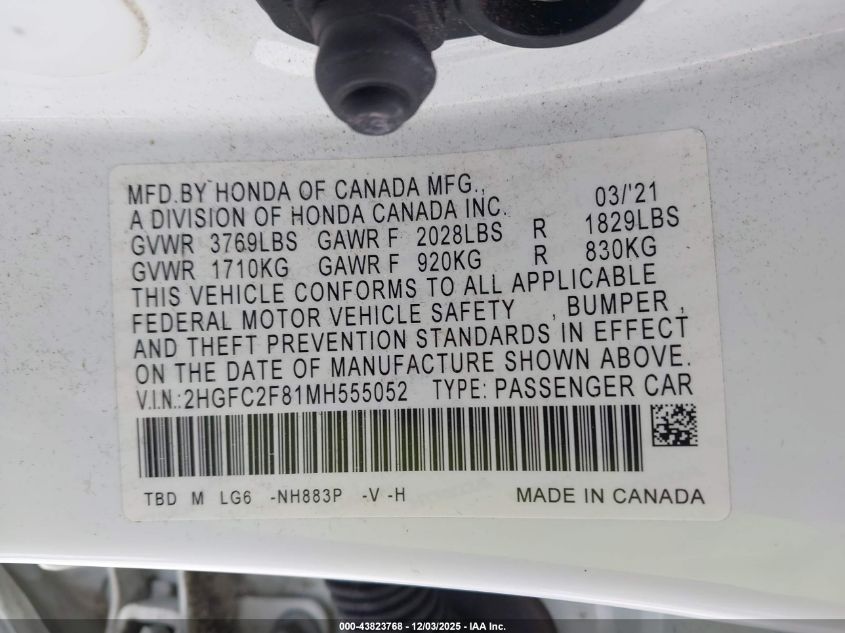 MFD.BY HONDA OF CANADA MFG., 03/'21
A DIVISION OF HONDA CANADA INC.
GVWR 3769LBS GAWR F 2028LBS R 1829LBS
GVWR 1710KG GAWR F 920KG R 830KG
THIS VEHICLE CONFORMS TO ALL APPLICABLE
FEDERAL MOTOR VEHICLE SAFETY , BUMPER ,
AND THEFT PREVENTION STANDARDS IN EFFECT
ON THE DATE OF MANUFACTURE SHOWN ABOVE.
V.I.N.:2HGFC2F81MH555052 TYPE: PASSENGER CAR
TBD M LG6 -NH883P -V -H MADE IN CANADA
000-43823768 - 12/03/2025 - IAA Inc.